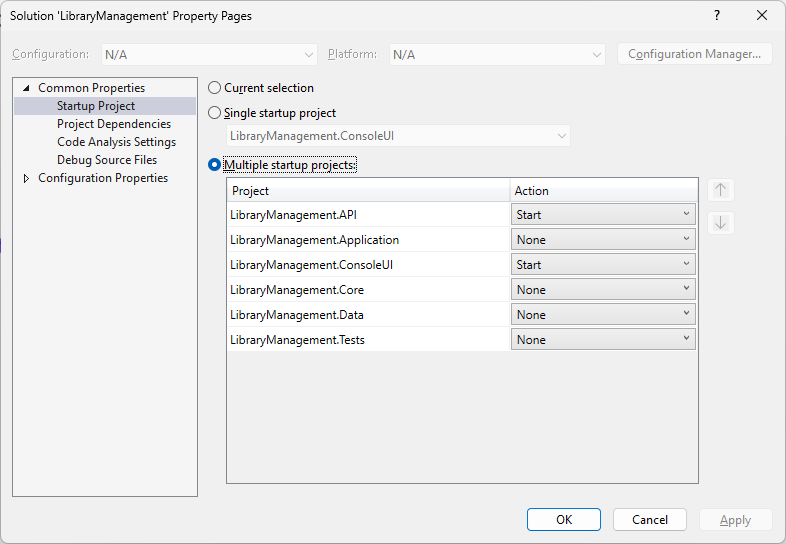 Solution 'LibraryManagement' Property Pages
?
Configuration: N/A Platform: N/A Configuration Manager...
Common Properties
Startup Project
Project Dependencies
Code Analysis Settings
Debug Source Files
Configuration Properties
Current selection
Single startup project
LibraryManagement.ConsoleUI
Multiple startup projects:
Project Action
LibraryManagement.API Start
LibraryManagement.Application None
LibraryManagement.ConsoleUI Start
LibraryManagement.Core None
LibraryManagement.Data None
LibraryManagement.Tests None
OK Cancel Apply